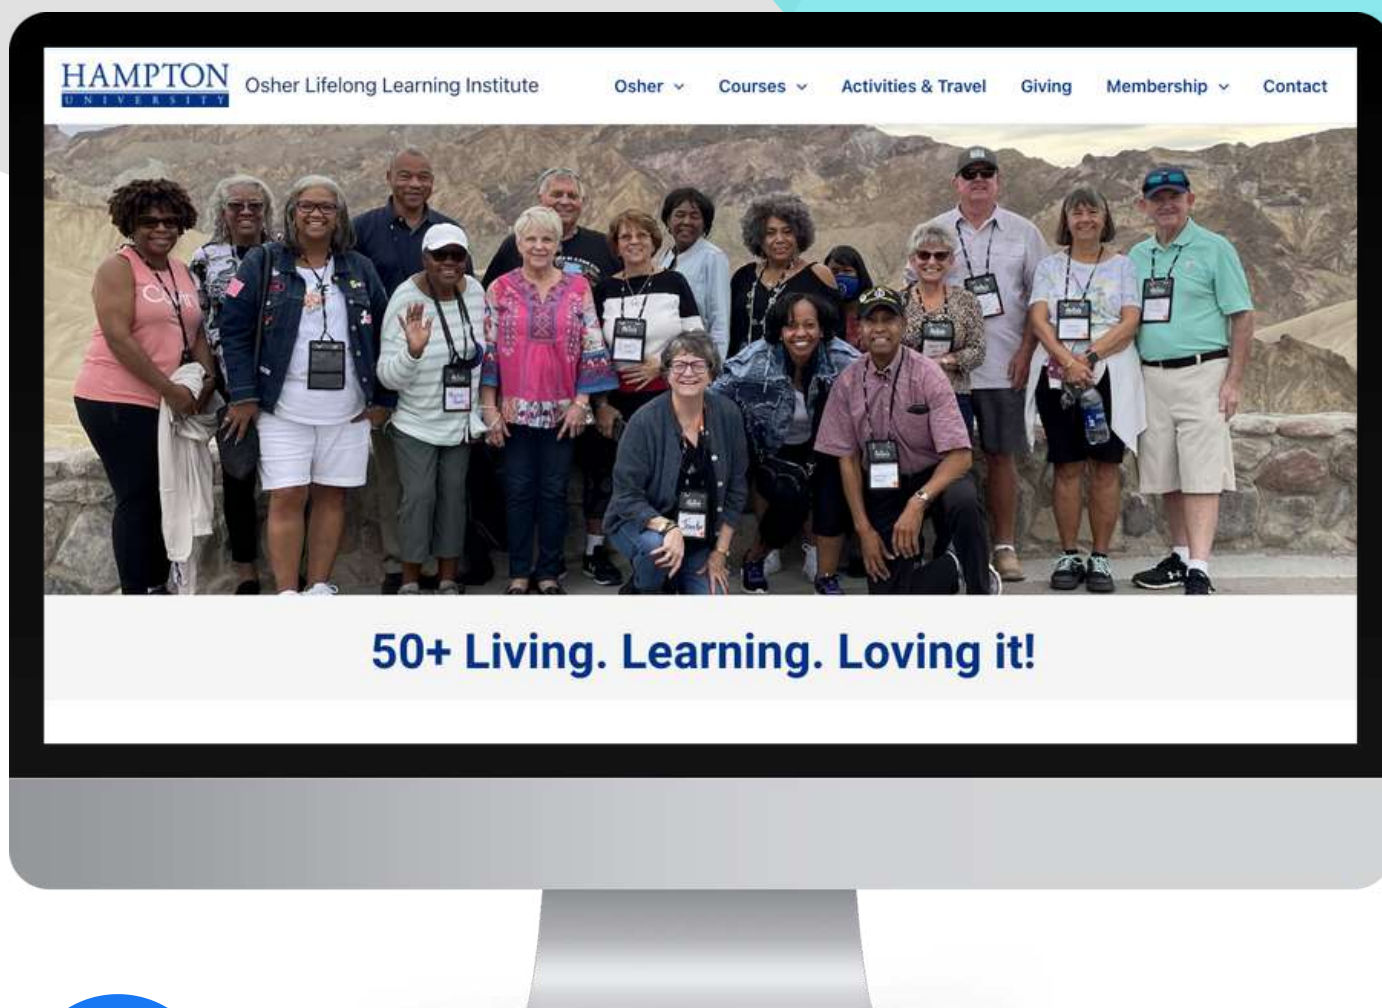 HAMPTON Osher Lifelong Learning Institute Osher Courses Activities & Travel Giving Membership Contact
UNIVERSITY
50+ Living. Learning. Loving it!